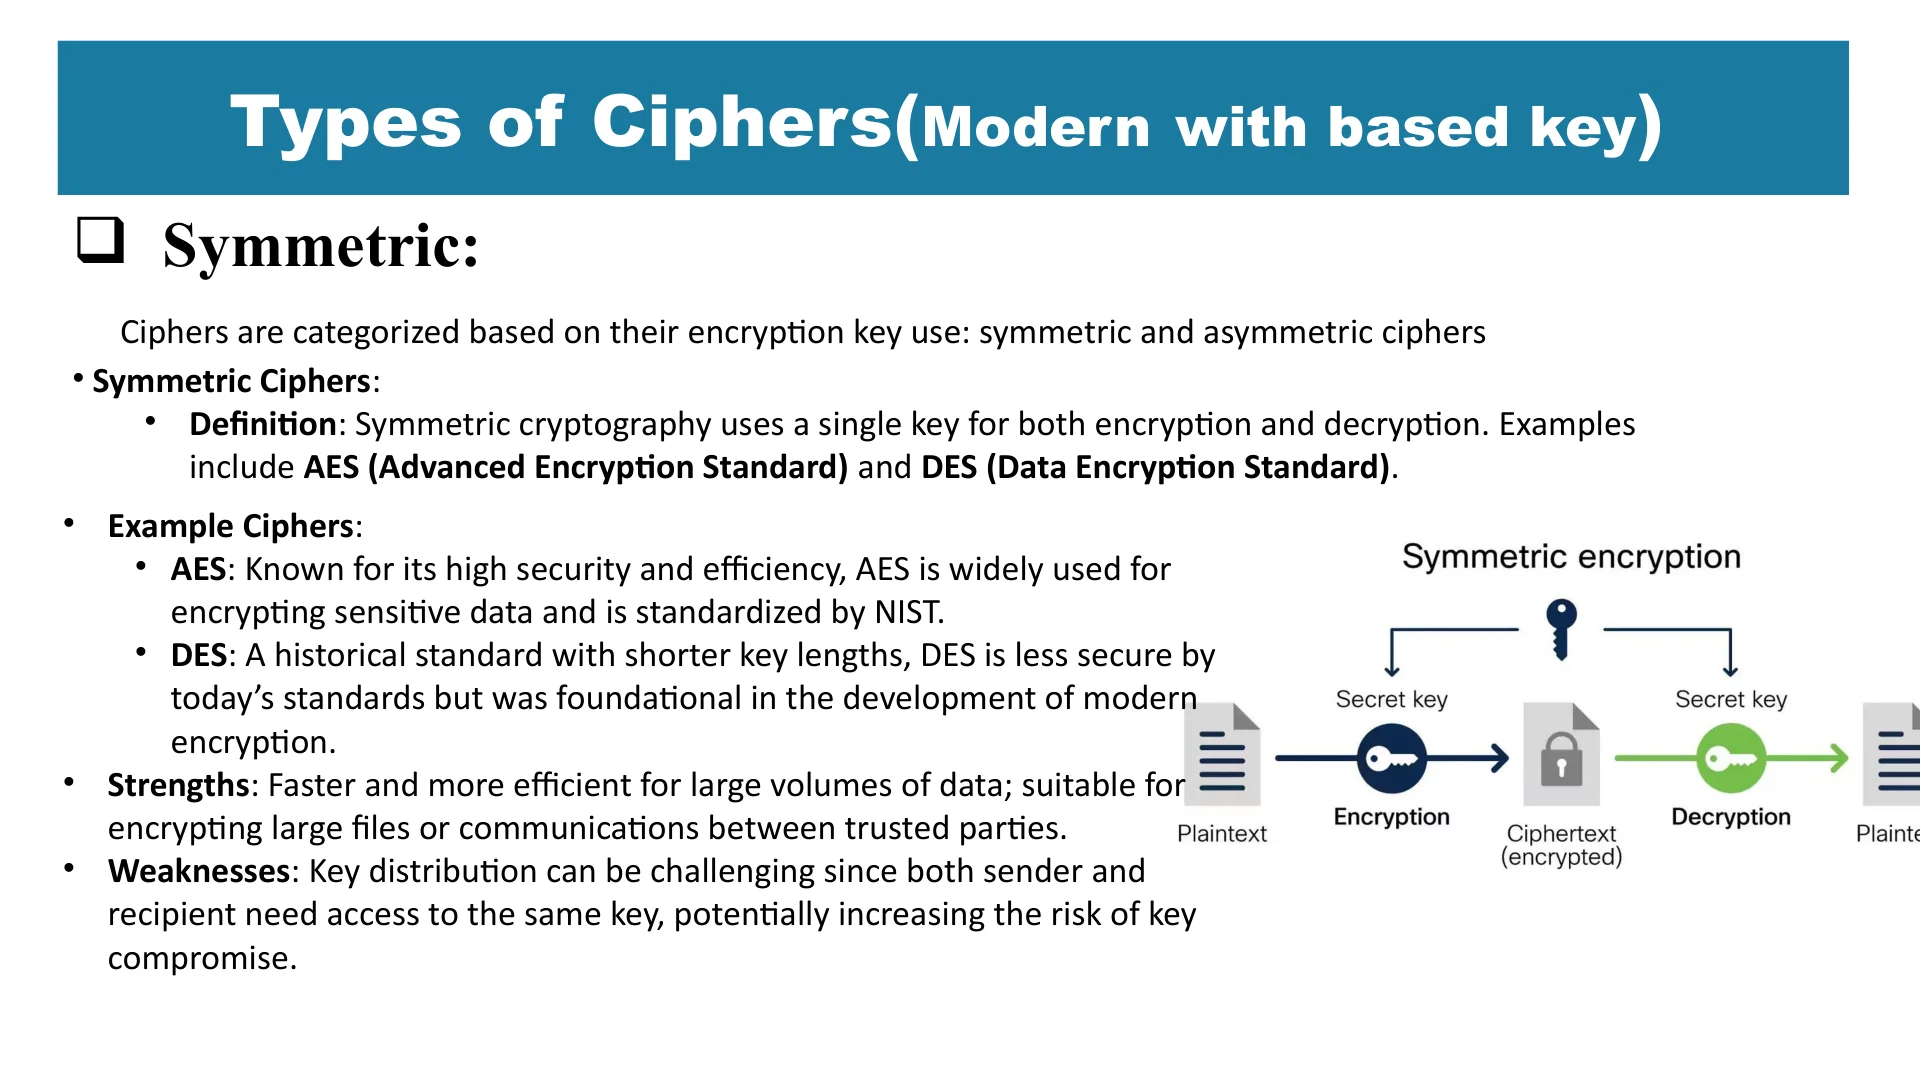 Types of Ciphers(Modern with based key)
Symmetric:
Ciphers are categorized based on their encryption key use: symmetric and asymmetric ciphers
• Symmetric Ciphers:
• Definition: Symmetric cryptography uses a single key for both encryption and decryption. Examples
include AES (Advanced Encryption Standard) and DES (Data Encryption Standard).
• Example Ciphers:
• AES: Known for its high security and efficiency, AES is widely used for
encrypting sensitive data and is standardized by NIST.
• DES: A historical standard with shorter key lengths, DES is less secure by
today’s standards but was foundational in the development of modern
encryption.
• Strengths: Faster and more efficient for large volumes of data; suitable for
encrypting large files or communications between trusted parties.
• Weaknesses: Key distribution can be challenging since both sender and
recipient need access to the same key, potentially increasing the risk of key
compromise.
Symmetric encryption
Secret key
Secret key
Encryption
Decryption
Plaintext
Ciphertext
(encrypted)